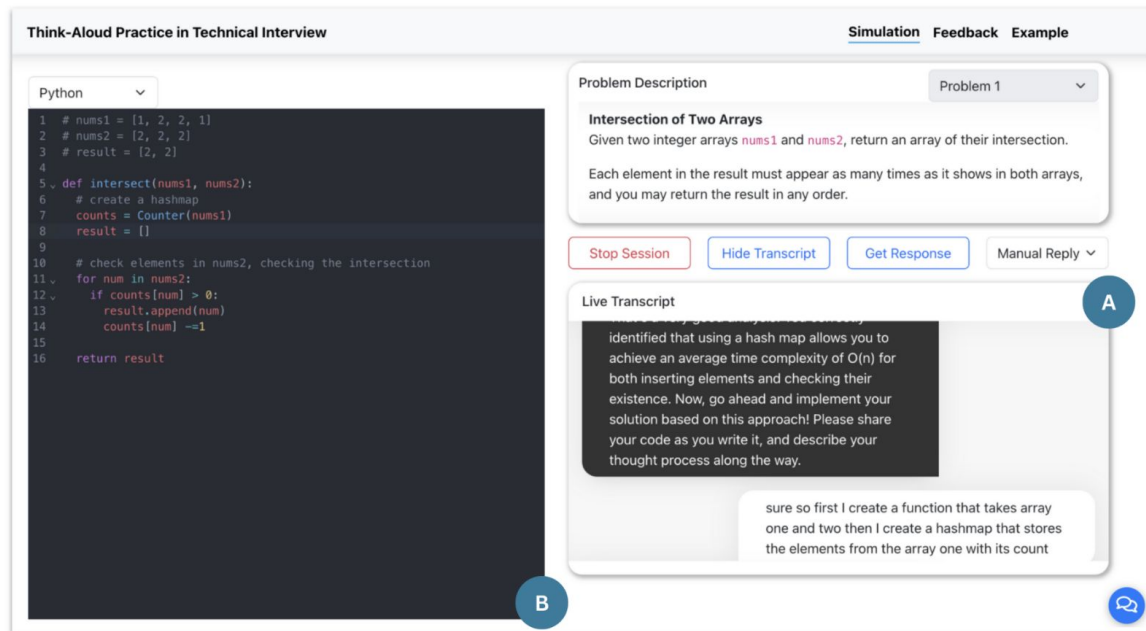 Think-Aloud Practice in Technical Interview
Simulation Feedback Example
Python
1 # nums1 = [1, 2, 2, 1]
2 # nums2 = [2, 2, 2]
3 # result = [2, 2]
4
5 def intersect(nums1, nums2):
6 # create a hashmap
7 counts = Counter(nums1)
8 result = []
9
10 # check elements in nums2, checking the intersection
11 for num in nums2:
12 if counts[num] > 0:
13 result.append(num)
14 counts[num] -=1
15
16 return result
B
Problem Description
Problem 1
Intersection of Two Arrays
Given two integer arrays nums1 and nums2, return an array of their intersection.
Each element in the result must appear as many times as it shows in both arrays,
and you may return the result in any order.
Stop Session
Hide Transcript
Get Response
Manual Reply
Live Transcript
A
identified that using a hash map allows you to
achieve an average time complexity of O(n) for
both inserting elements and checking their
existence. Now, go ahead and implement your
solution based on this approach! Please share
your code as you write it, and describe your
thought process along the way.
sure so first I create a function that takes array
one and two then I create a hashmap that stores
the elements from the array one with its count